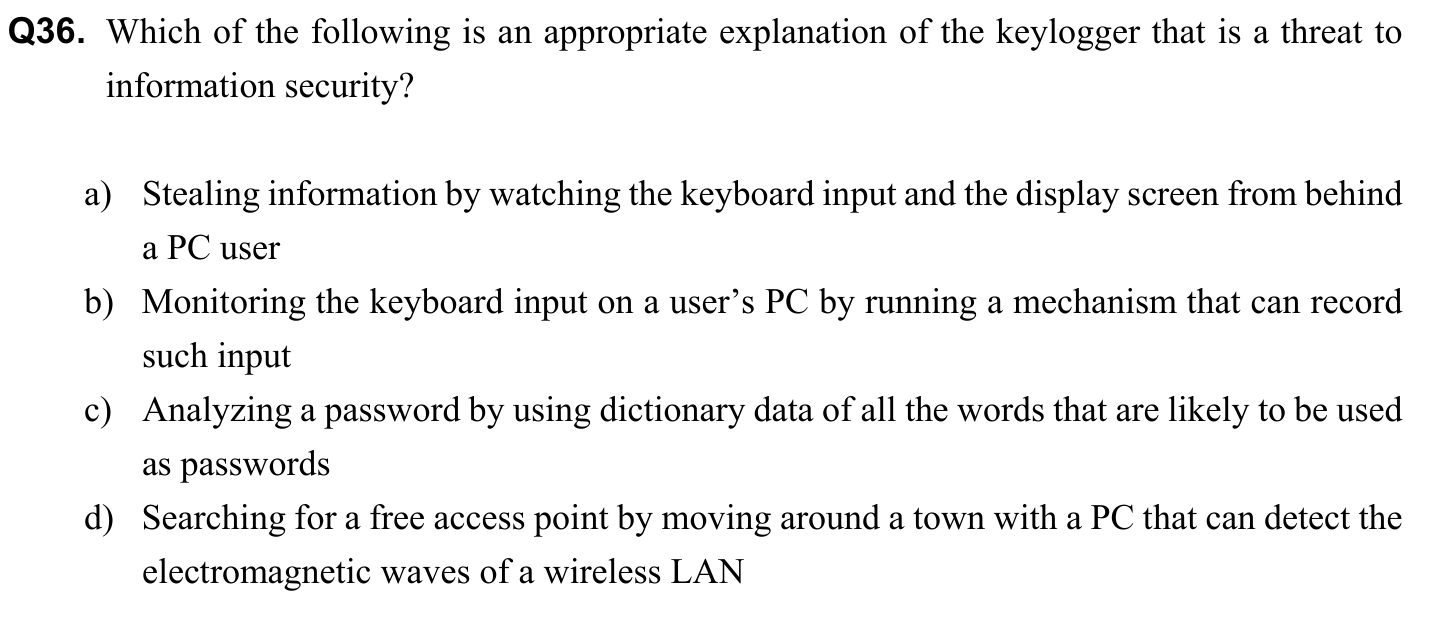 Q36. Which of the following is an appropriate explanation of the keylogger that is a threat to
information security?
a) Stealing information by watching the keyboard input and the display screen from behind
a PC user
b) Monitoring the keyboard input on a user’s PC by running a mechanism that can record
such input
c) Analyzing a password by using dictionary data of all the words that are likely to be used
as passwords
d) Searching for a free access point by moving around a town with a PC that can detect the
electromagnetic waves of a wireless LAN